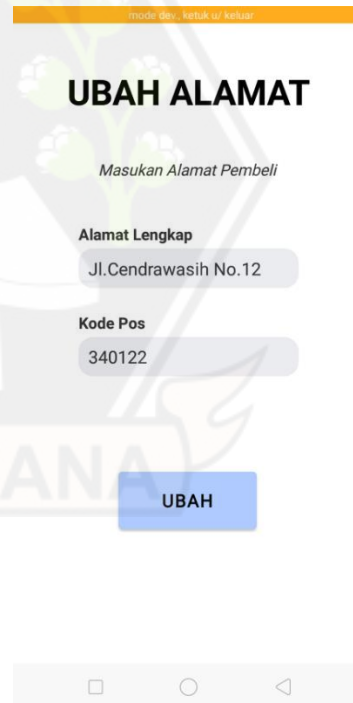 mode dev., ketuk u/ keluar
UBAH ALAMAT
Masukan Alamat Pembeli
Alamat Lengkap
Jl.Cendrawasih No.12
Kode Pos
340122
ANA
UBAH